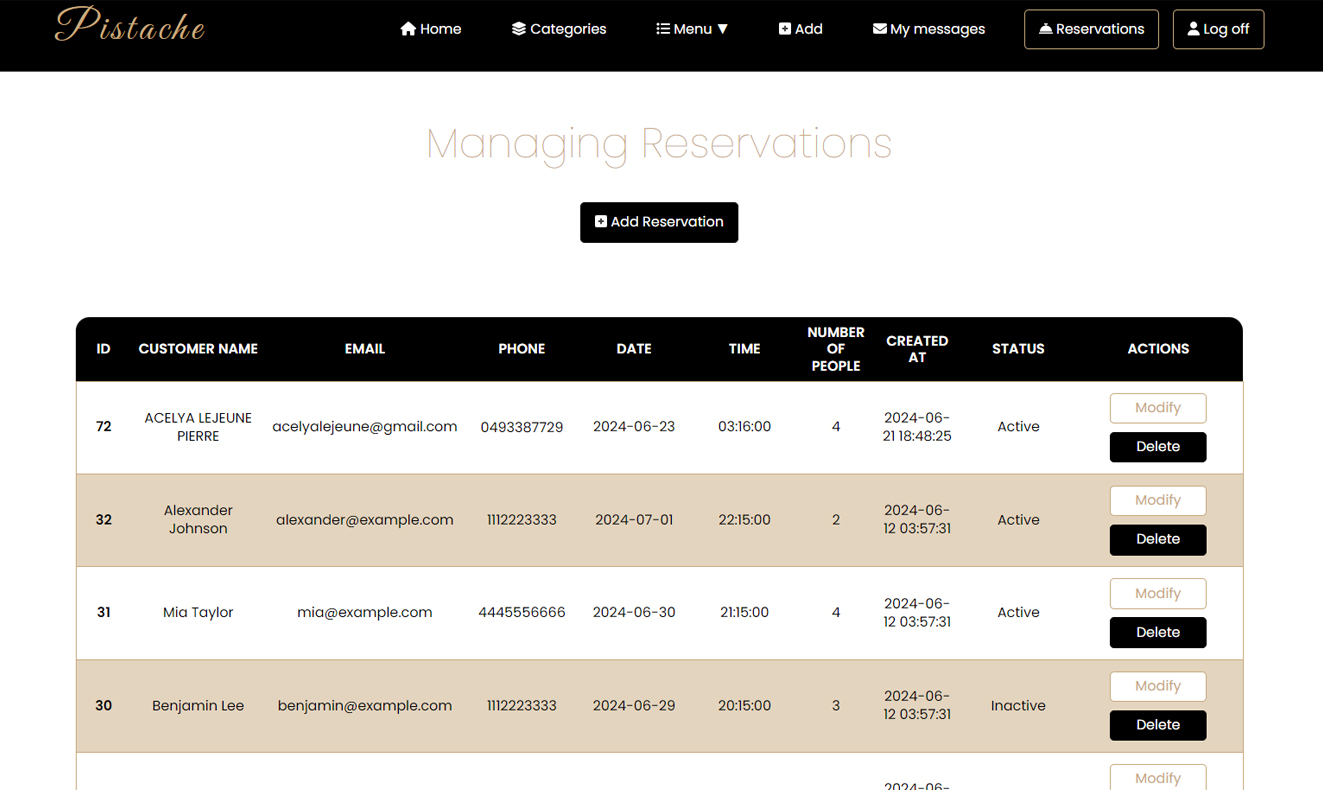 Pistache
Home
Categories
Menu ▼
Add
My messages
Reservations
Log off
Managing Reservations
Add Reservation
ID
CUSTOMER NAME
EMAIL
PHONE
DATE
TIME
NUMBER
OF
PEOPLE
CREATED
AT
STATUS
ACTIONS
72
ACELYA LEJEUNE
PIERRE
acelyalejeune@gmail.com
0493387729
2024-06-23
03:16:00
4
2024-06-
21 18:48:25
Active
Modify
Delete
32
Alexander
Johnson
alexander@example.com
1112223333
2024-07-01
22:15:00
2
2024-06-
12 03:57:31
Active
Modify
Delete
31
Mia Taylor
mia@example.com
4445556666
2024-06-30
21:15:00
4
2024-06-
12 03:57:31
Active
Modify
Delete
30
Benjamin Lee
benjamin@example.com
1112223333
2024-06-29
20:15:00
3
2024-06-
12 03:57:31
Inactive
Modify
Delete
2024-06-
Modify